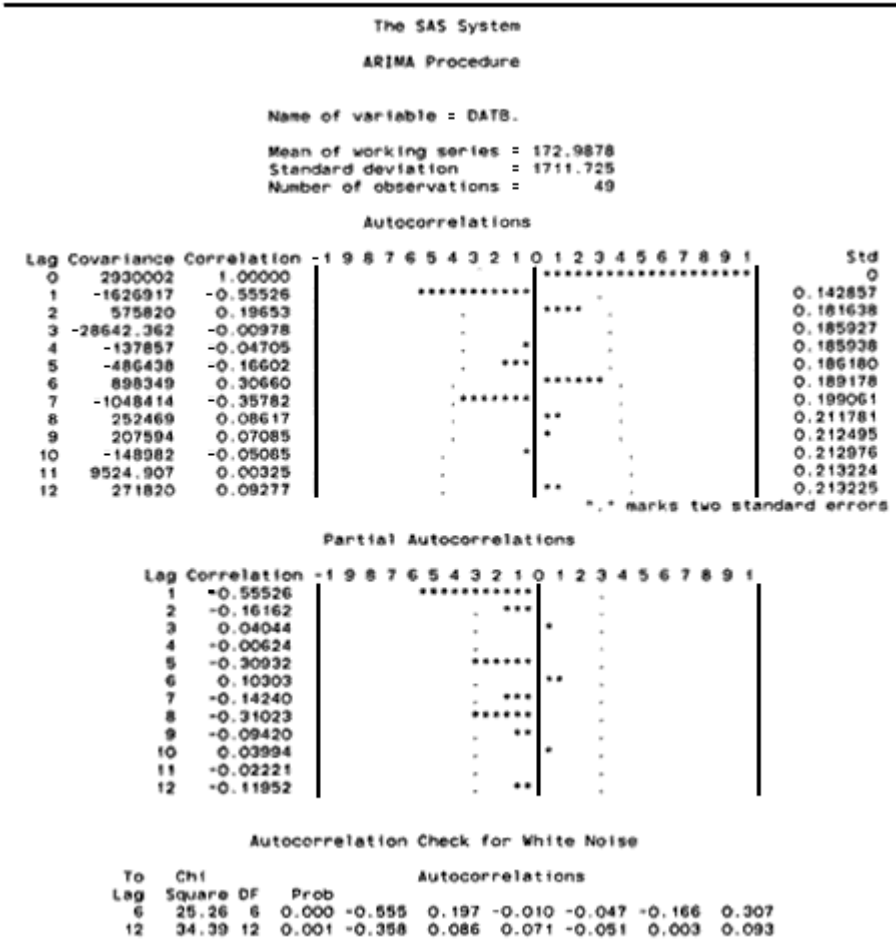 The SAS System
ARIMA Procedure
Name of variable = DATB.
Mean of working series = 172.9878
Standard deviation = 1711.725
Number of observations = 49
Autocorrelations
Lag Covariance Correlation -1 9 8 7 6 5 4 3 2 1 0 1 2 3 4 5 6 7 8 9 1 Std
0 2930002 1.00000 |******************** 0
1 -1626917 -0.55526 ***********| . 0.142857
2 575820 0.19653 . |**** . 0.181638
3 -28642.362 -0.00978 . | . 0.185927
4 -137857 -0.04705 . *| . 0.185938
5 -486438 -0.16602 . ***| . 0.186180
6 898349 0.30660 . |****** . 0.189178
7 -1048414 -0.35782 . *******| . 0.199061
8 252469 0.08617 . |** . 0.211781
9 207594 0.07085 . |* . 0.212495
10 -148982 -0.05085 . *| . 0.212976
11 9524.907 0.00325 . | . 0.213224
12 271820 0.09277 . |** . 0.213225
"." marks two standard errors
Partial Autocorrelations
Lag Correlation -1 9 8 7 6 5 4 3 2 1 0 1 2 3 4 5 6 7 8 9 1
1 -0.55526 ***********| .
2 -0.16162 . ***| .
3 0.04044 . |* .
4 -0.00624 . | .
5 -0.30932 ******| .
6 0.10303 . |** .
7 -0.14240 . ***| .
8 -0.31023 ******| .
9 -0.09420 . **| .
10 0.03994 . |* .
11 -0.02221 . | .
12 -0.11952 . **| .
Autocorrelation Check for White Noise
To Chi Autocorrelations
Lag Square DF Prob
6 25.26 6 0.000 -0.555 0.197 -0.010 -0.047 -0.166 0.307
12 34.39 12 0.001 -0.358 0.086 0.071 -0.051 0.003 0.093